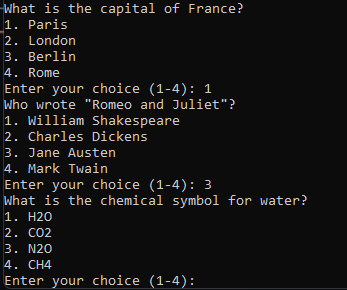 What is the capital of France?
1. Paris
2. London
3. Berlin
4. Rome
Enter your choice (1-4): 1
Who wrote "Romeo and Juliet"?
1. William Shakespeare
2. Charles Dickens
3. Jane Austen
4. Mark Twain
Enter your choice (1-4): 3
What is the chemical symbol for water?
1. H2O
2. CO2
3. N2O
4. CH4
Enter your choice (1-4):